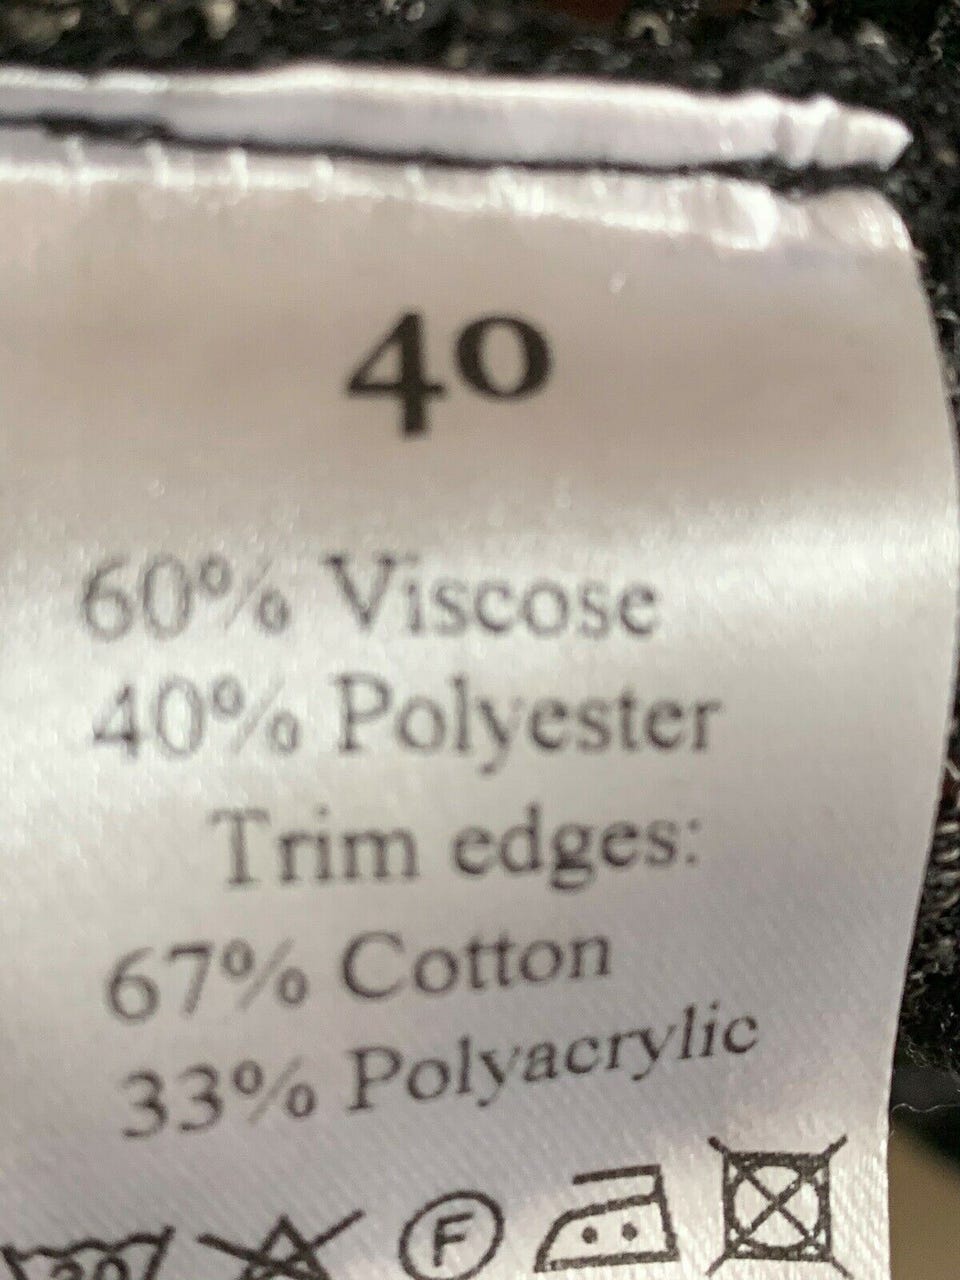 40
60% Viscose
40% Polyester
Trim edges:
67% Cotton
33% Polyacrylic
F